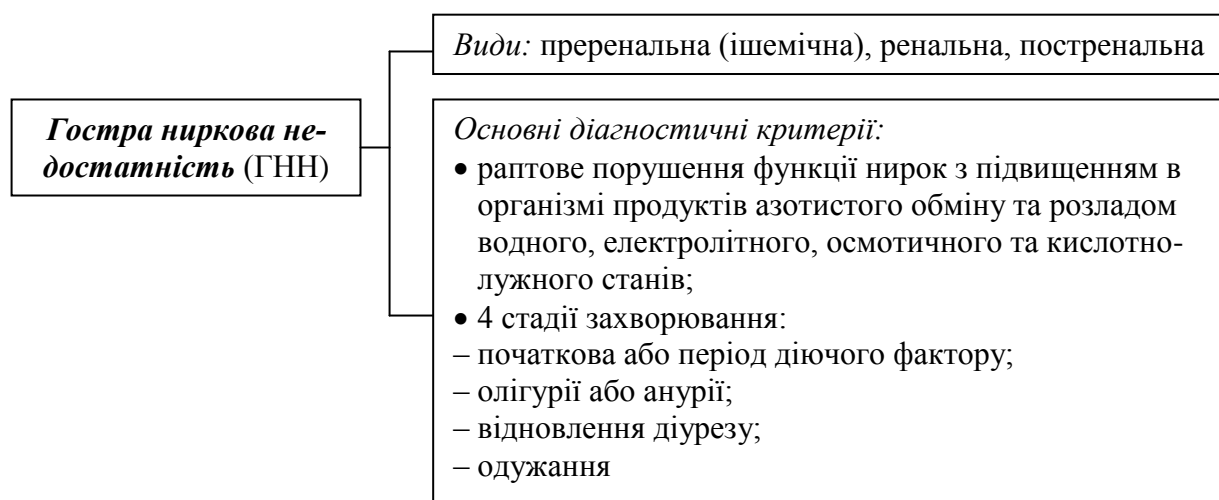 Види: преренальна (ішемічна), ренальна, постренальна
Гостра ниркова не-
достатність (ГНН)
Основні діагностичні критерії:
• раптове порушення функції нирок з підвищенням в
організмі продуктів азотистого обміну та розладом
водного, електролітного, осмотичного та кислотно-
лужного станів;
• 4 стадії захворювання:
– початкова або період діючого фактору;
– олігурії або анурії;
– відновлення діурезу;
– одужання